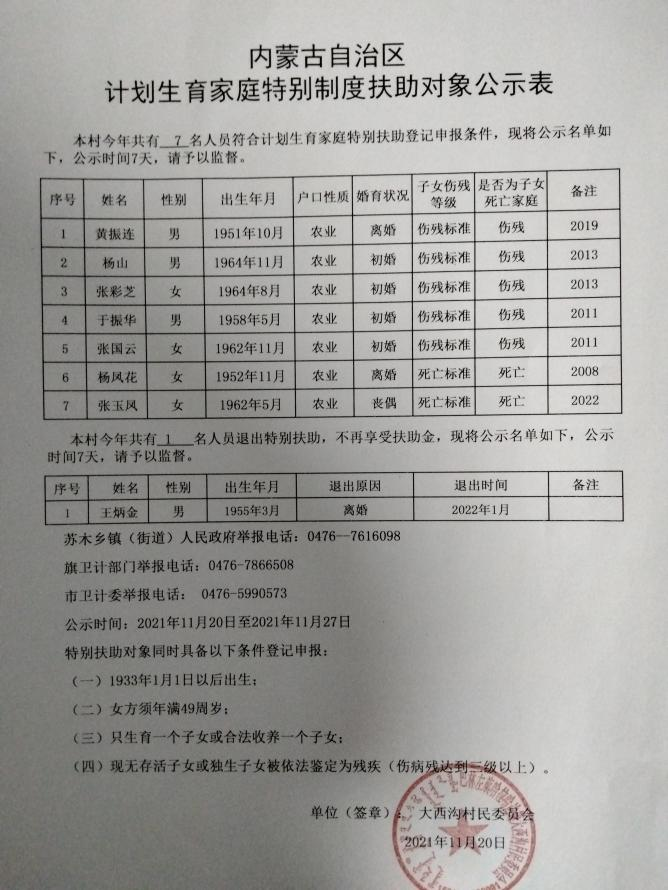 内蒙古自治区
计划生育家庭特别制度扶助对象公示表
本村今年共有 7 名人员符合计划生育家庭特别扶助登记申报条件，现将公示名单如
下，公示时间7天，请予以监督。
序号 姓名 性别 出生年月 户口性质 婚育状况 子女伤残等级 是否为子女死亡家庭 备注
1 黄振连 男 1951年10月 农业 离婚 伤残标准 伤残 2019
2 杨山 男 1964年11月 农业 初婚 伤残标准 伤残 2013
3 张彩芝 女 1964年8月 农业 初婚 伤残标准 伤残 2013
4 于振华 男 1958年5月 农业 初婚 伤残标准 伤残 2011
5 张国云 女 1962年11月 农业 初婚 伤残标准 伤残 2011
6 杨凤花 女 1952年11月 农业 离婚 死亡标准 死亡 2008
7 张玉凤 女 1962年5月 农业 丧偶 死亡标准 死亡 2022
本村今年共有 1 名人员退出特别扶助，不再享受扶助金，现将公示名单如下，公示
时间7天，请予以监督。
序号 姓名 性别 出生年月 退出原因 退出时间 备注
1 王炳金 男 1955年3月 离婚 2022年1月
苏木乡镇（街道）人民政府举报电话：0476--7616098
旗卫计部门举报电话:0476-7866508
市卫计委举报电话： 0476-5990573
公示时间:2021年11月20日至2021年11月27日
特别扶助对象同时具备以下条件登记申报：
（一）1933年1月1日以后出生；
（二）女方须年满49周岁；
（三）只生育一个子女或合法收养一个子女；
（四）现无存活子女或独生子女被依法鉴定为残疾（伤病残达到三级以上）。
单位（签章）： 大西沟村民委员会
2021年11月20日